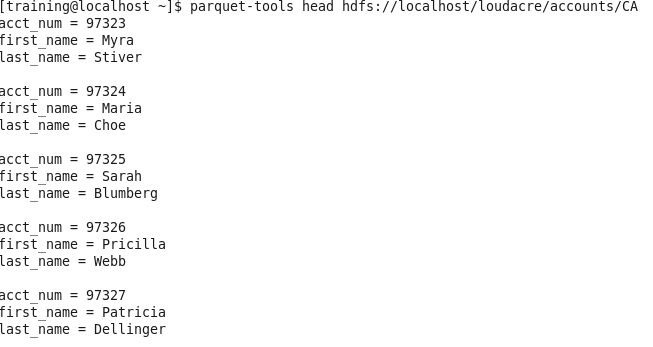 [training@localhost ~]$ parquet-tools head hdfs://localhost/loudacre/accounts/CA
acct_num = 97323
first_name = Myra
last_name = Stiver
acct_num = 97324
first_name = Maria
last_name = Choe
acct_num = 97325
first_name = Sarah
last_name = Blumberg
acct_num = 97326
first_name = Pricilla
last_name = Webb
acct_num = 97327
first_name = Patricia
last_name = Dellinger